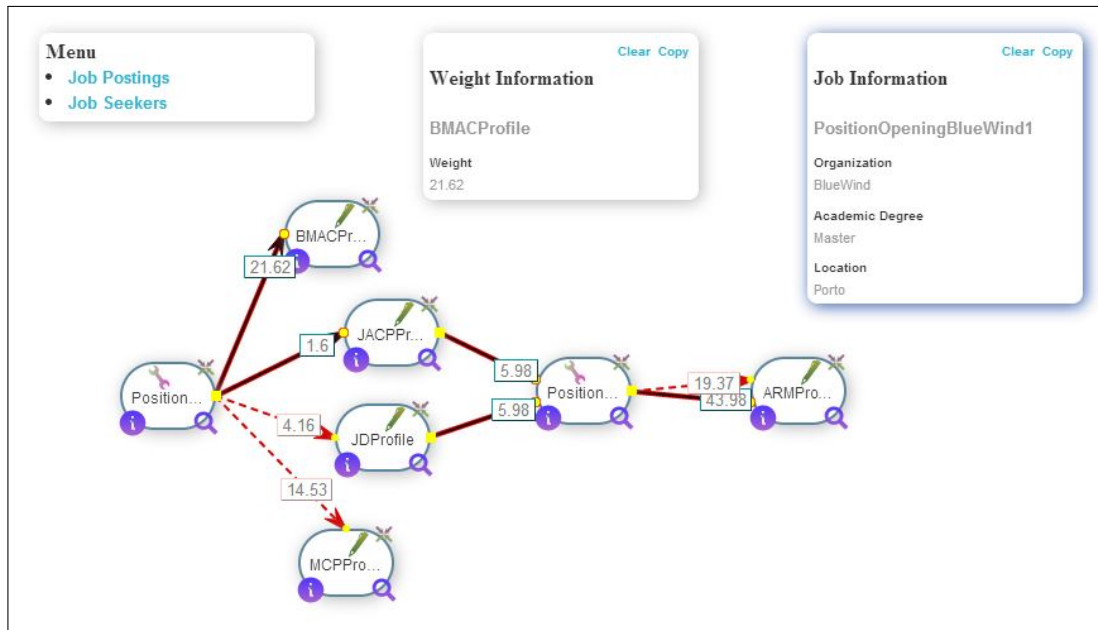 Menu
Job Postings
Job Seekers
Clear Copy
Weight Information
BMACProfile
Weight
21.62
Clear Copy
Job Information
PositionOpeningBlueWind1
Organization
BlueWind
Academic Degree
Master
Location
Porto
BMACPr...
i
21.62
JACPPr...
i
1.6
5.98
Position...
i
Position...
i
19.37
43.98
ARMPro...
i
4.16
5.98
JDProfile
i
14.53
MCPPro...
i